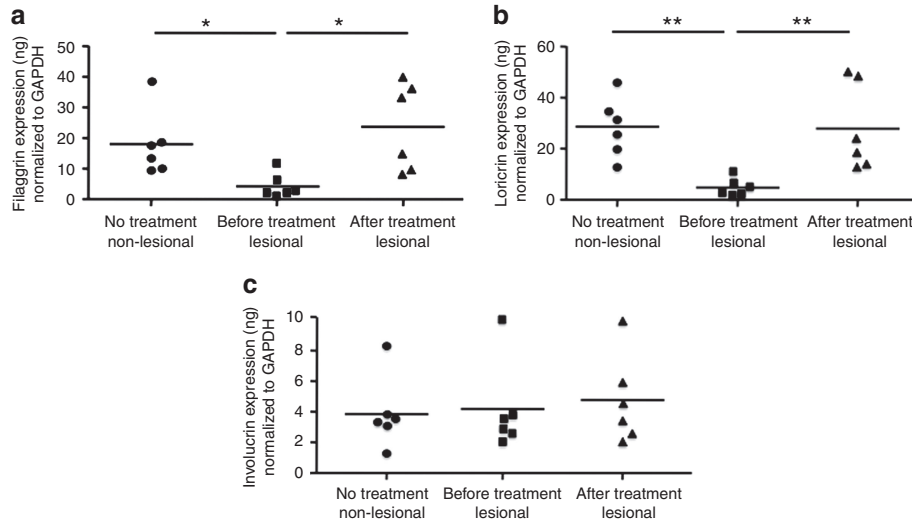 a
* *
Filaggrin expression (ng)
normalized to GAPDH
50
40
30
20
10
0
No treatment
non-lesional
Before treatment
lesional
After treatment
lesional
b
** **
Loricrin expression (ng)
normalized to GAPDH
60
40
20
0
No treatment
non-lesional
Before treatment
lesional
After treatment
lesional
c
Involucrin expression (ng)
normalized to GAPDH
10
8
6
4
2
0
No treatment
non-lesional
Before treatment
lesional
After treatment
lesional